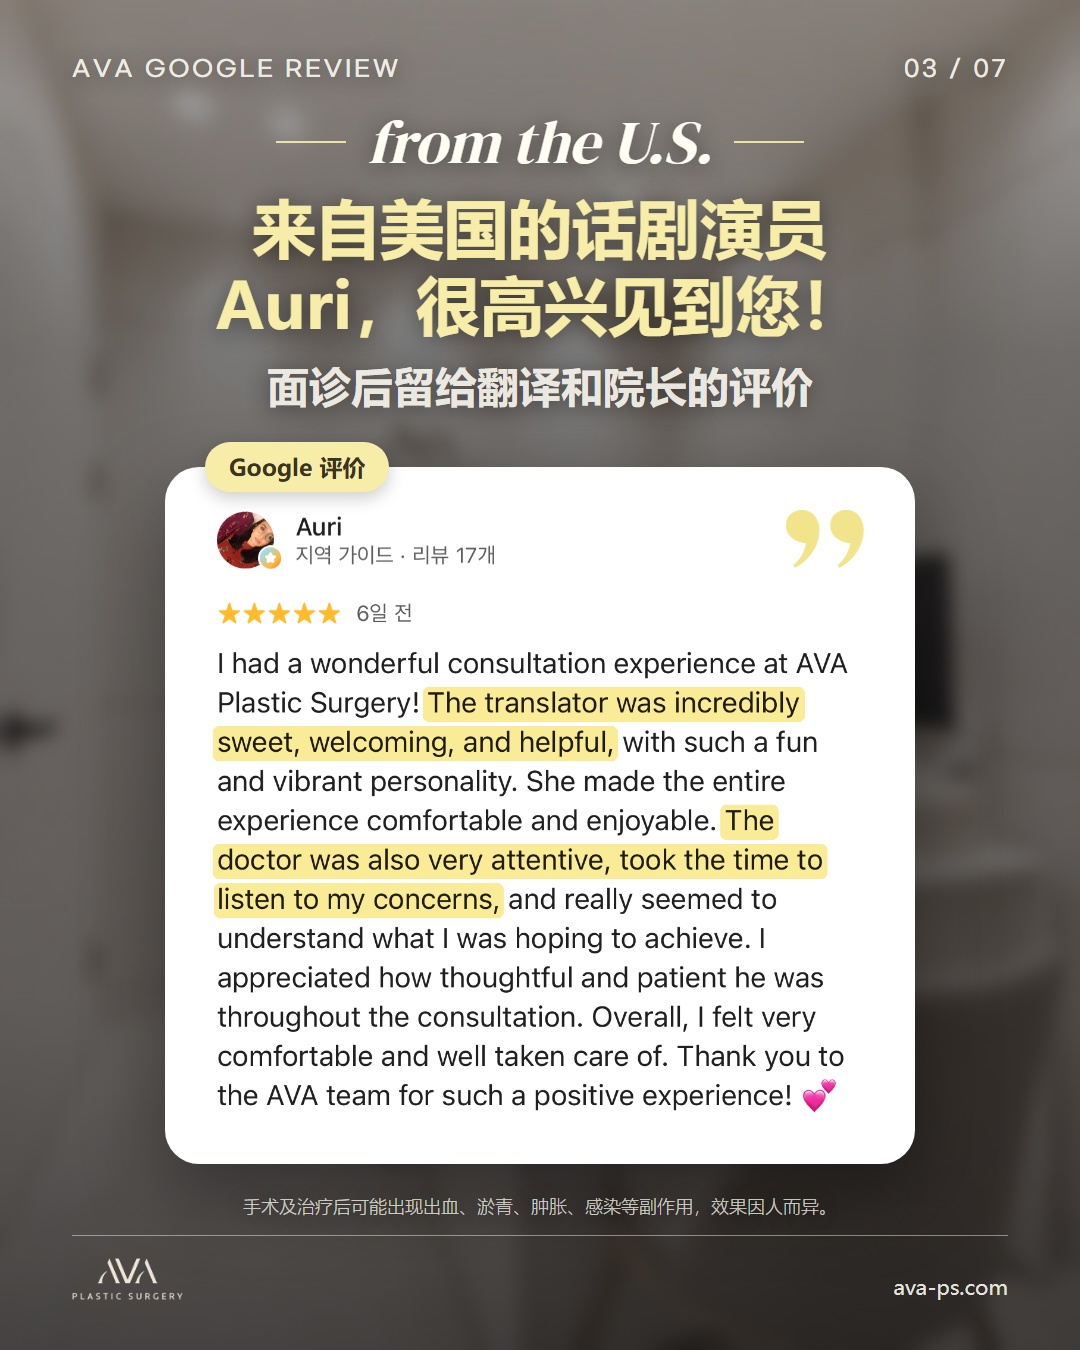 AVA GOOGLE REVIEW
03 / 07
from the U.S.
来自美国的话剧演员
Auri，很高兴见到您！
面诊后留给翻译和院长的评价
Google 评价
Auri
지역 가이드 · 리뷰 17개
6일 전
I had a wonderful consultation experience at AVA
Plastic Surgery! The translator was incredibly
sweet, welcoming, and helpful, with such a fun
and vibrant personality. She made the entire
experience comfortable and enjoyable. The
doctor was also very attentive, took the time to
listen to my concerns, and really seemed to
understand what I was hoping to achieve. I
appreciated how thoughtful and patient he was
throughout the consultation. Overall, I felt very
comfortable and well taken care of. Thank you to
the AVA team for such a positive experience! 💕
手术及治疗后可能出现出血、淤青、肿胀、感染等副作用，效果因人而异。
AVA
PLASTIC SURGERY
ava-ps.com